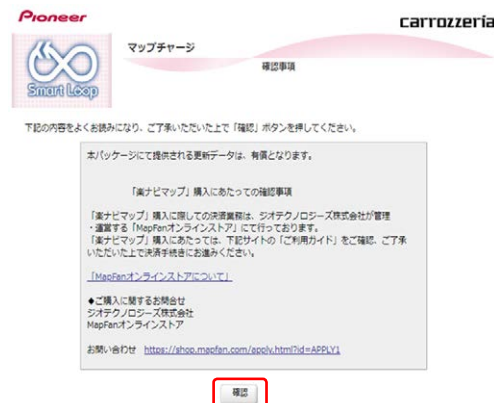 Pioneer
carrozzeria
Smart Loop
マップチャージ
確認事項
下記の内容をよくお読みになり、ご了承いただいた上で「確認」ボタンを押してください。
本パッケージにて提供される更新データは、有償となります。
「楽ナビマップ」購入にあたっての確認事項
「楽ナビマップ」購入に際しての決済業務は、ジオテクノロジーズ株式会社が管理
・運営する「MapFanオンラインストア」にて行っております。
「楽ナビマップ」購入にあたっては、下記サイトの「ご利用ガイド」をご確認、ご了承
いただいた上で決済手続きにお進みください。
「MapFanオンラインストアについて」
◆ご購入に関するお問合せ
ジオテクノロジーズ株式会社
MapFanオンラインストア
お問い合わせ https://shop.mapfan.com/apply.html?id=APPLY1
確認